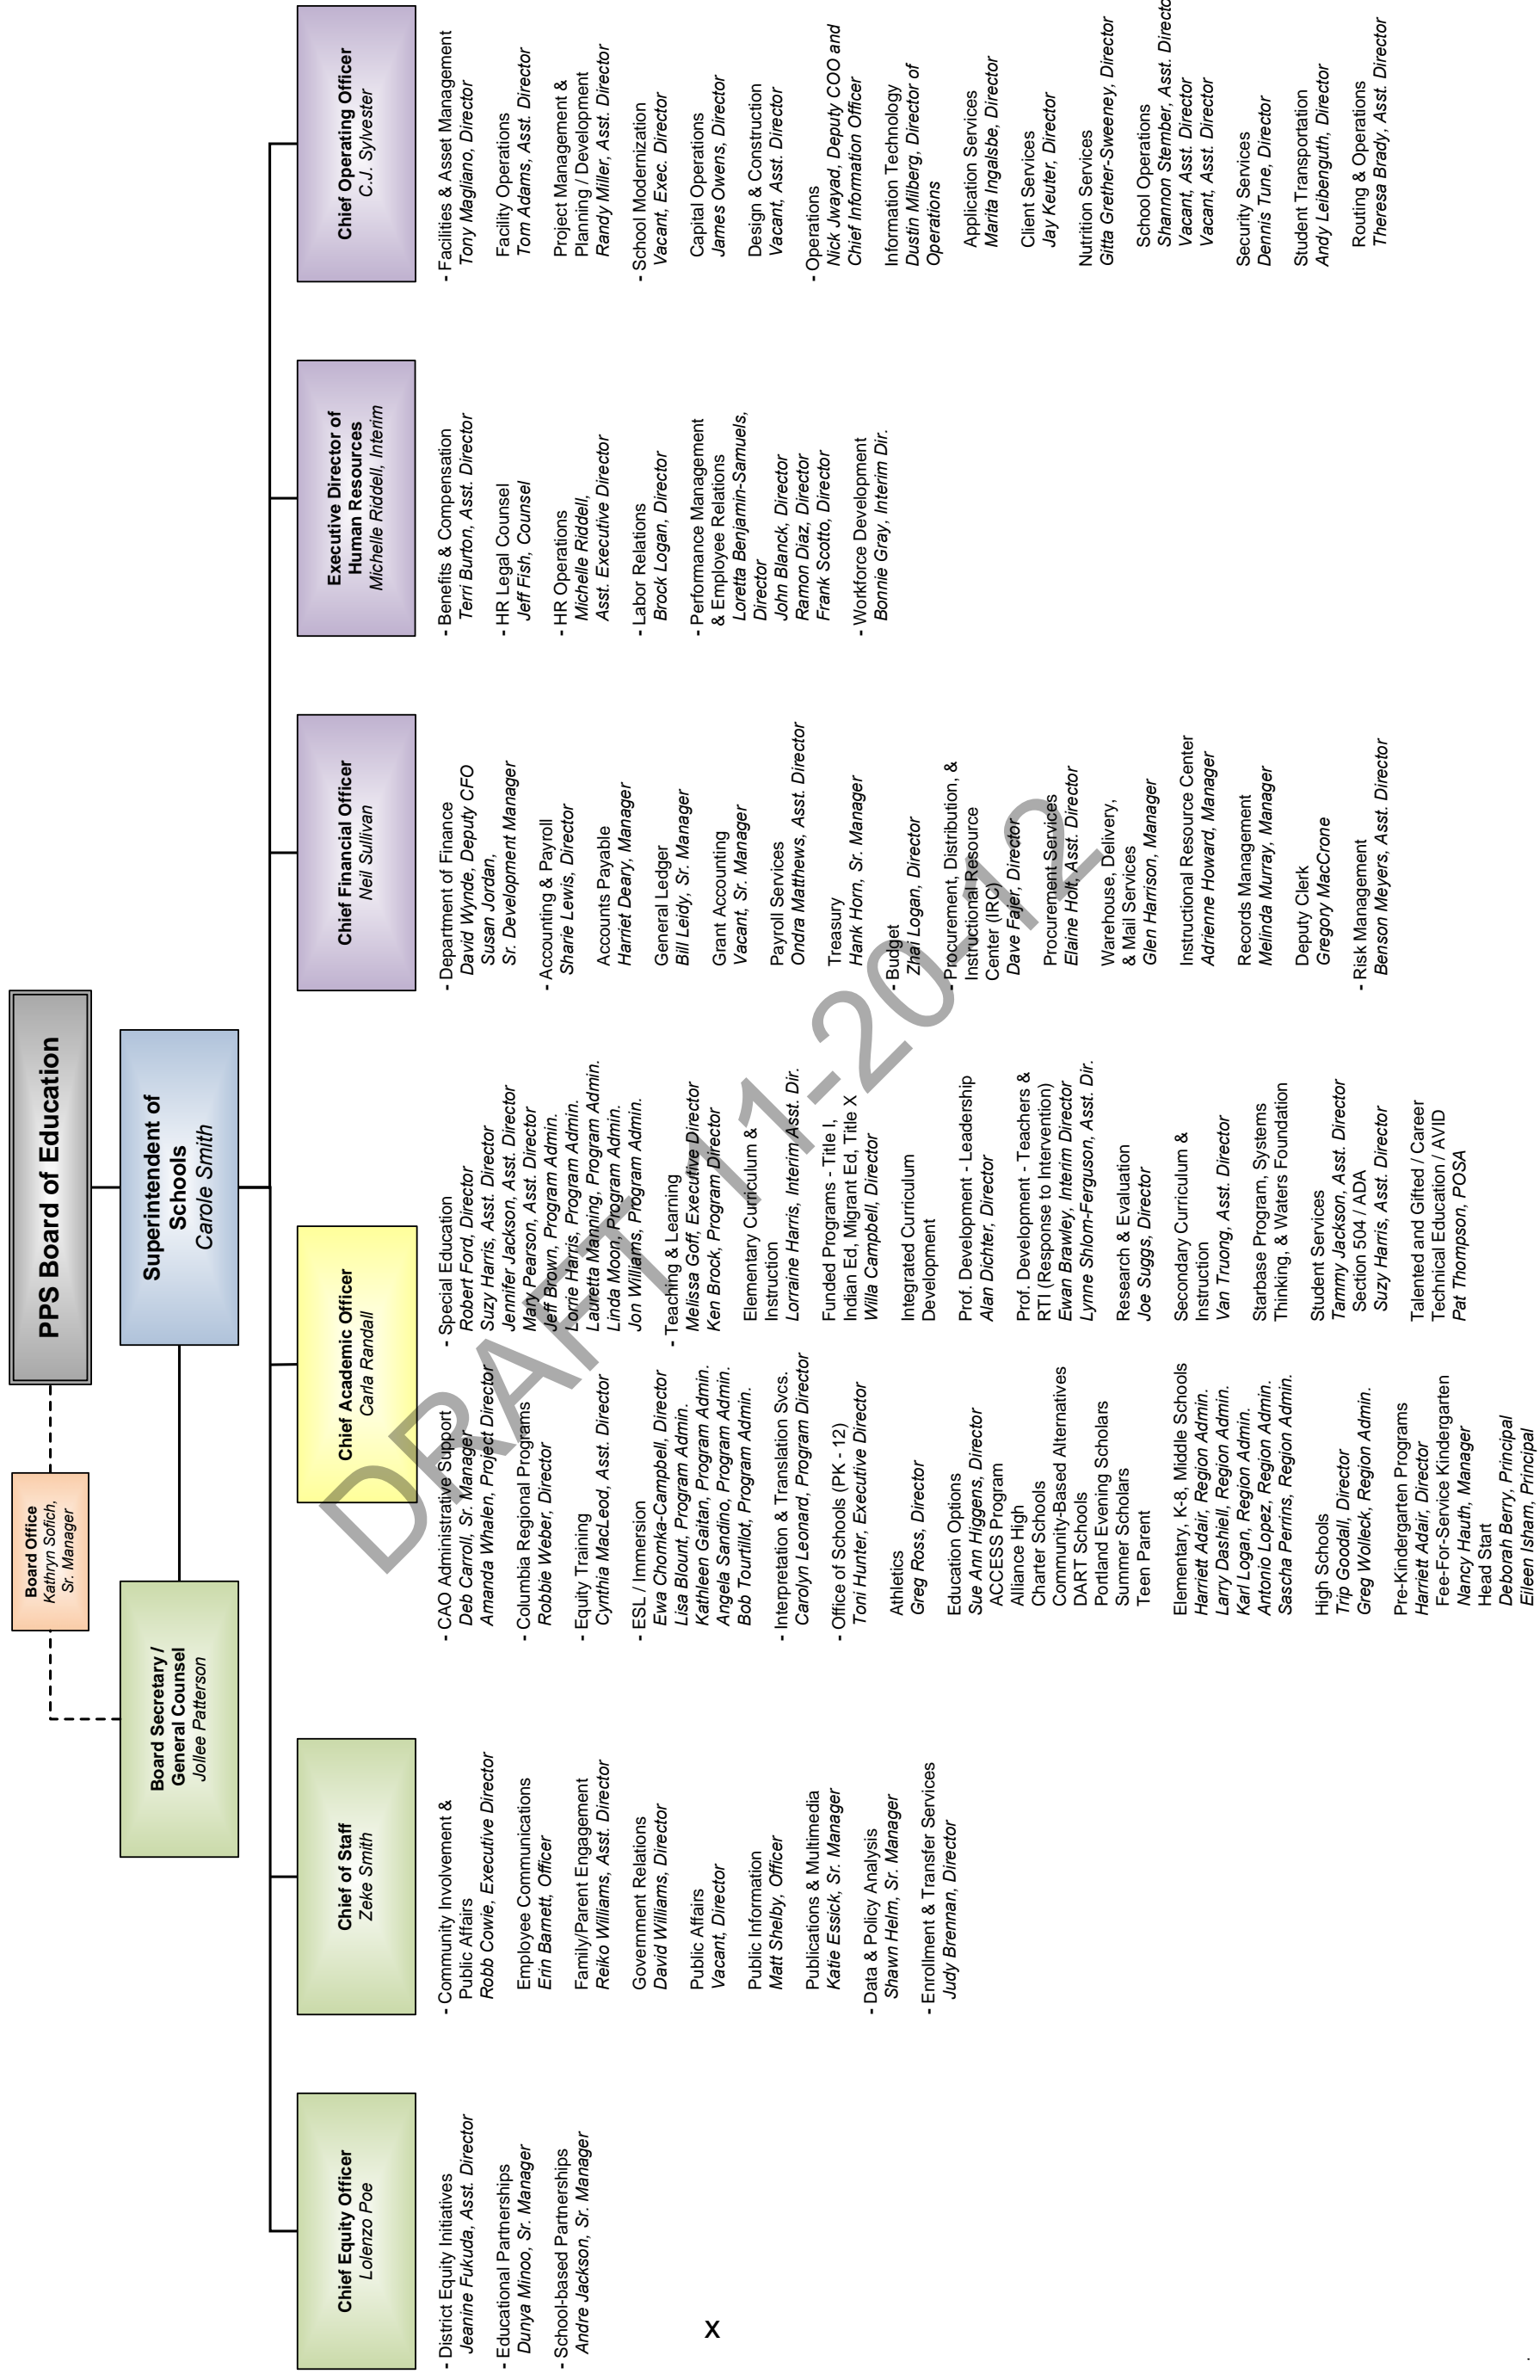 PPS Board of Education
Board Office
Kathryn Sofich,
Sr. Manager
Superintendent of
Schools
Carole Smith
Board Secretary /
General Counsel
Jollee Patterson
Chief Equity Officer
Lolenzo Poe
- District Equity Initiatives
Jeanine Fukuda, Asst. Director
- Educational Partnerships
Dunya Minoo, Sr. Manager
- School-based Partnerships
Andre Jackson, Sr. Manager
Chief of Staff
Zeke Smith
- Community Involvement &
Public Affairs
Robb Cowie, Executive Director
Employee Communications
Erin Barnett, Officer
Family/Parent Engagement
Reiko Williams, Asst. Director
Government Relations
David Williams, Director
Public Affairs
Vacant, Director
Public Information
Matt Shelby, Officer
Publications & Multimedia
Katie Essick, Sr. Manager
- Data & Policy Analysis
Shawn Helm, Sr. Manager
- Enrollment & Transfer Services
Judy Brennan, Director
Chief Academic Officer
Carla Randall
- CAO Administrative Support
Deb Carroll, Sr. Manager
Amanda Whalen, Project Director
- Columbia Regional Programs
Robbie Weber, Director
- Equity Training
Cynthia MacLeod, Asst. Director
- ESL / Immersion
Ewa Chomka-Campbell, Director
Lisa Blount, Program Admin.
Kathleen Gaitan, Program Admin.
Angela Sandino, Program Admin.
Bob Tourtillot, Program Admin.
- Interpretation & Translation Svcs.
Carolyn Leonard, Program Director
- Office of Schools (PK - 12)
Toni Hunter, Executive Director
Athletics
Greg Ross, Director
Education Options
Sue Ann Higgens, Director
ACCESS Program
Alliance High
Charter Schools
Community-Based Alternatives
DART Schools
Portland Evening Scholars
Summer Scholars
Teen Parent
Elementary, K-8, Middle Schools
Harriett Adair, Region Admin.
Larry Dashiell, Region Admin.
Karl Logan, Region Admin.
Antonio Lopez, Region Admin.
Sascha Perrins, Region Admin.
High Schools
Trip Goodall, Director
Greg Wolleck, Region Admin.
Pre-Kindergarten Programs
Harriett Adair, Director
Fee-For-Service Kindergarten
Nancy Hauth, Manager
Head Start
Deborah Berry, Principal
Eileen Isham, Principal
- Special Education
Robert Ford, Director
Suzy Harris, Asst. Director
Jennifer Jackson, Asst. Director
Mary Pearson, Asst. Director
Jeff Brown, Program Admin.
Lorrie Harris, Program Admin.
Lauretta Manning, Program Admin.
Linda Moon, Program Admin.
Jon Williams, Program Admin.
- Teaching & Learning
Melissa Goff, Executive Director
Ken Brock, Program Director
Elementary Curriculum &
Instruction
Lorraine Harris, Interim Asst. Dir.
Funded Programs - Title I,
Indian Ed, Migrant Ed, Title X
Willa Campbell, Director
Integrated Curriculum
Development
Prof. Development - Leadership
Alan Dichter, Director
Prof. Development - Teachers &
RTI (Response to Intervention)
Ewan Brawley, Interim Director
Lynne Shlom-Ferguson, Asst. Dir.
Research & Evaluation
Joe Suggs, Director
Secondary Curriculum &
Instruction
Van Truong, Asst. Director
Starbase Program, Systems
Thinking, & Waters Foundation
Student Services
Tammy Jackson, Asst. Director
Section 504 / ADA
Suzy Harris, Asst. Director
Talented and Gifted / Career
Technical Education / AVID
Pat Thompson, POSA
Chief Financial Officer
Neil Sullivan
- Department of Finance
David Wynde, Deputy CFO
Susan Jordan,
Sr. Development Manager
- Accounting & Payroll
Sharie Lewis, Director
Accounts Payable
Harriet Deary, Manager
General Ledger
Bill Leidy, Sr. Manager
Grant Accounting
Vacant, Sr. Manager
Payroll Services
Ondra Matthews, Asst. Director
Treasury
Hank Horn, Sr. Manager
- Budget
Zhai Logan, Director
- Procurement, Distribution, &
Instructional Resource
Center (IRC)
Dave Fajer, Director
Procurement Services
Elaine Holt, Asst. Director
Warehouse, Delivery,
& Mail Services
Glen Harrison, Manager
Instructional Resource Center
Adrienne Howard, Manager
Records Management
Melinda Murray, Manager
Deputy Clerk
Gregory MacCrone
- Risk Management
Benson Meyers, Asst. Director
Executive Director of
Human Resources
Michelle Riddell, Interim
- Benefits & Compensation
Terri Burton, Asst. Director
- HR Legal Counsel
Jeff Fish, Counsel
- HR Operations
Michelle Riddell,
Asst. Executive Director
- Labor Relations
Brock Logan, Director
- Performance Management
& Employee Relations
Loretta Benjamin-Samuels,
Director
John Blanck, Director
Ramon Diaz, Director
Frank Scotto, Director
- Workforce Development
Bonnie Gray, Interim Dir.
Chief Operating Officer
C.J. Sylvester
- Facilities & Asset Management
Tony Magliano, Director
Facility Operations
Tom Adams, Asst. Director
Project Management &
Planning / Development
Randy Miller, Asst. Director
- School Modernization
Vacant, Exec. Director
Capital Operations
James Owens, Director
Design & Construction
Vacant, Asst. Director
- Operations
Nick Jwayad, Deputy COO and
Chief Information Officer
Information Technology
Dustin Milberg, Director of
Operations
Application Services
Marita Ingalsbe, Director
Client Services
Jay Keuter, Director
Nutrition Services
Gitta Grether-Sweeney, Director
School Operations
Shannon Stember, Asst. Directo
Vacant, Asst. Director
Vacant, Asst. Director
Security Services
Dennis Tune, Director
Student Transportation
Andy Leibenguth, Director
Routing & Operations
Theresa Brady, Asst. Director
DRAFT 11-20-12
x